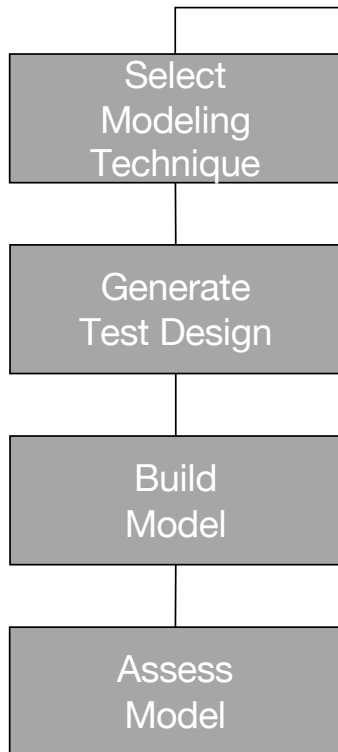 Select
Modeling
Technique
Generate
Test Design
Build
Model
Assess
Model